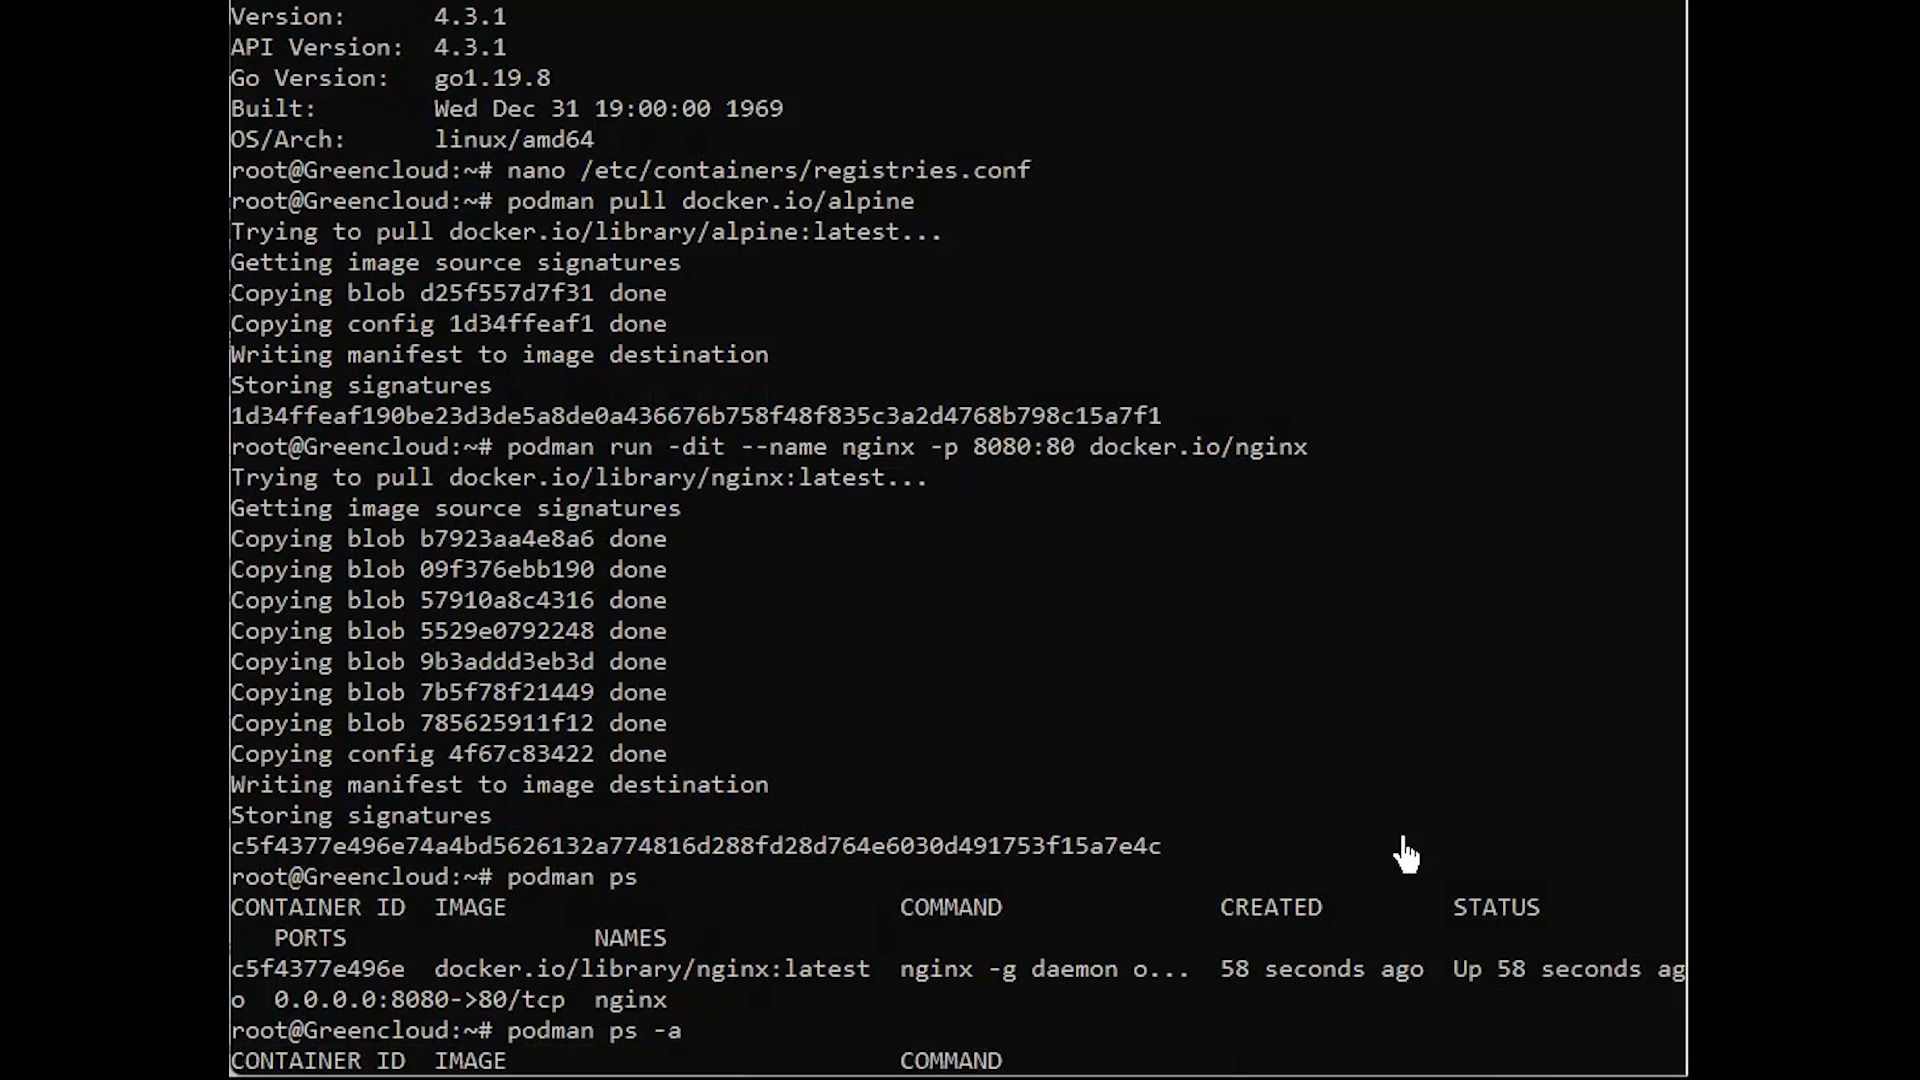 Version:      4.3.1
API Version:  4.3.1
Go Version:   go1.19.8
Built:        Wed Dec 31 19:00:00 1969
OS/Arch:      linux/amd64
root@Greencloud:~# nano /etc/containers/registries.conf
root@Greencloud:~# podman pull docker.io/alpine
Trying to pull docker.io/library/alpine:latest...
Getting image source signatures
Copying blob d25f557d7f31 done
Copying config 1d34ffeaf1 done
Writing manifest to image destination
Storing signatures
1d34ffeaf190be23d3de5a8de0a436676b758f48f835c3a2d4768b798c15a7f1
root@Greencloud:~# podman run -dit --name nginx -p 8080:80 docker.io/nginx
Trying to pull docker.io/library/nginx:latest...
Getting image source signatures
Copying blob b7923aa4e8a6 done
Copying blob 09f376ebb190 done
Copying blob 57910a8c4316 done
Copying blob 5529e0792248 done
Copying blob 9b3addd3eb3d done
Copying blob 7b5f78f21449 done
Copying blob 785625911f12 done
Copying config 4f67c83422 done
Writing manifest to image destination
Storing signatures
c5f4377e496e74a4bd5626132a774816d288fd28d764e6030d491753f15a7e4c
root@Greencloud:~# podman ps
CONTAINER ID  IMAGE                           COMMAND               CREATED         STATUS
   PORTS                 NAMES
c5f4377e496e  docker.io/library/nginx:latest  nginx -g daemon o...  58 seconds ago  Up 58 seconds ag
o  0.0.0.0:8080->80/tcp  nginx
root@Greencloud:~# podman ps -a
CONTAINER ID  IMAGE                           COMMAND